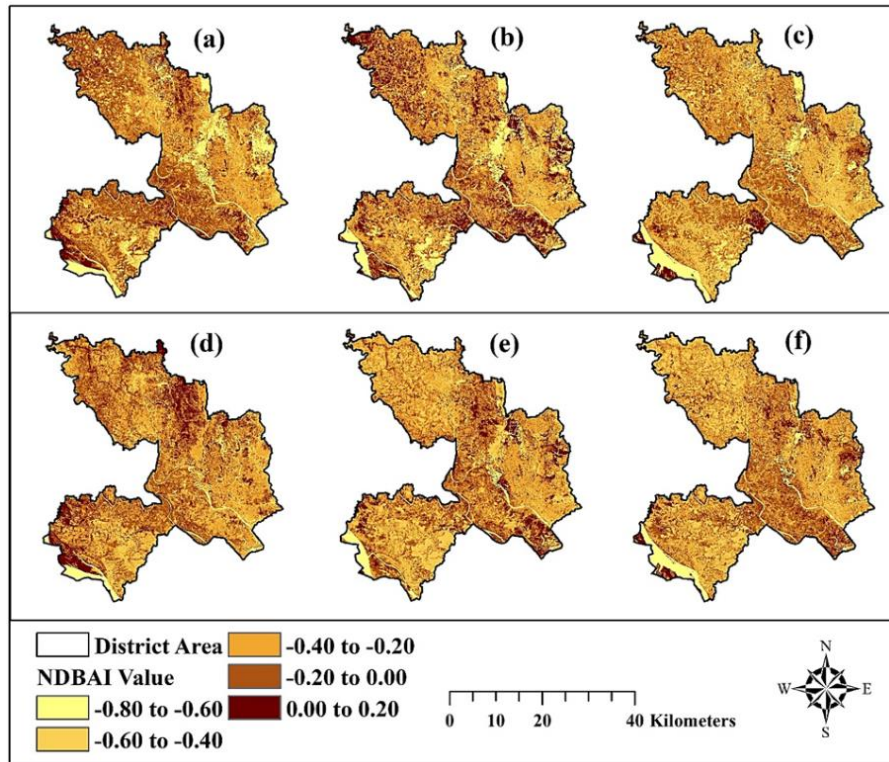 (a) (b) (c)
(d) (e) (f)
District Area
NDBAI Value
-0.80 to -0.60
-0.60 to -0.40
-0.40 to -0.20
-0.20 to 0.00
0.00 to 0.20
0 10 20 40 Kilometers
N
W E
S